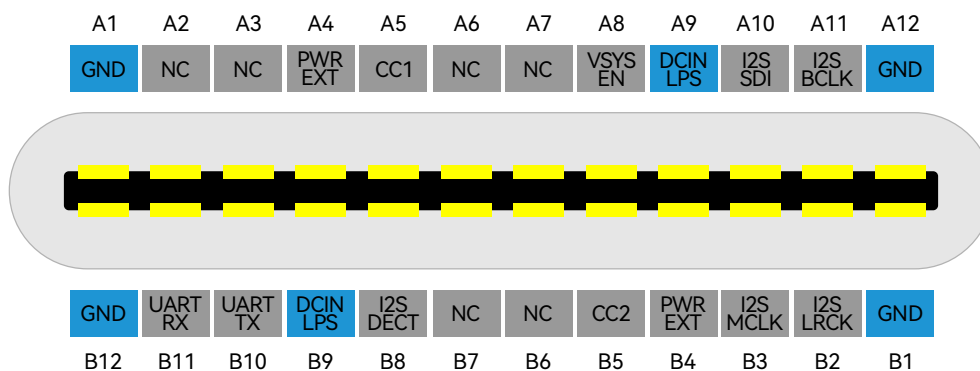 A1 A2 A3 A4 A5 A6 A7 A8 A9 A10 A11 A12
GND NC NC PWR EXT CC1 NC NC VSYS EN DCIN LPS I2S SDI I2S BCLK GND
GND UART RX UART TX DCIN LPS I2S DECT NC NC CC2 PWR EXT I2S MCLK I2S LRCK GND
B12 B11 B10 B9 B8 B7 B6 B5 B4 B3 B2 B1